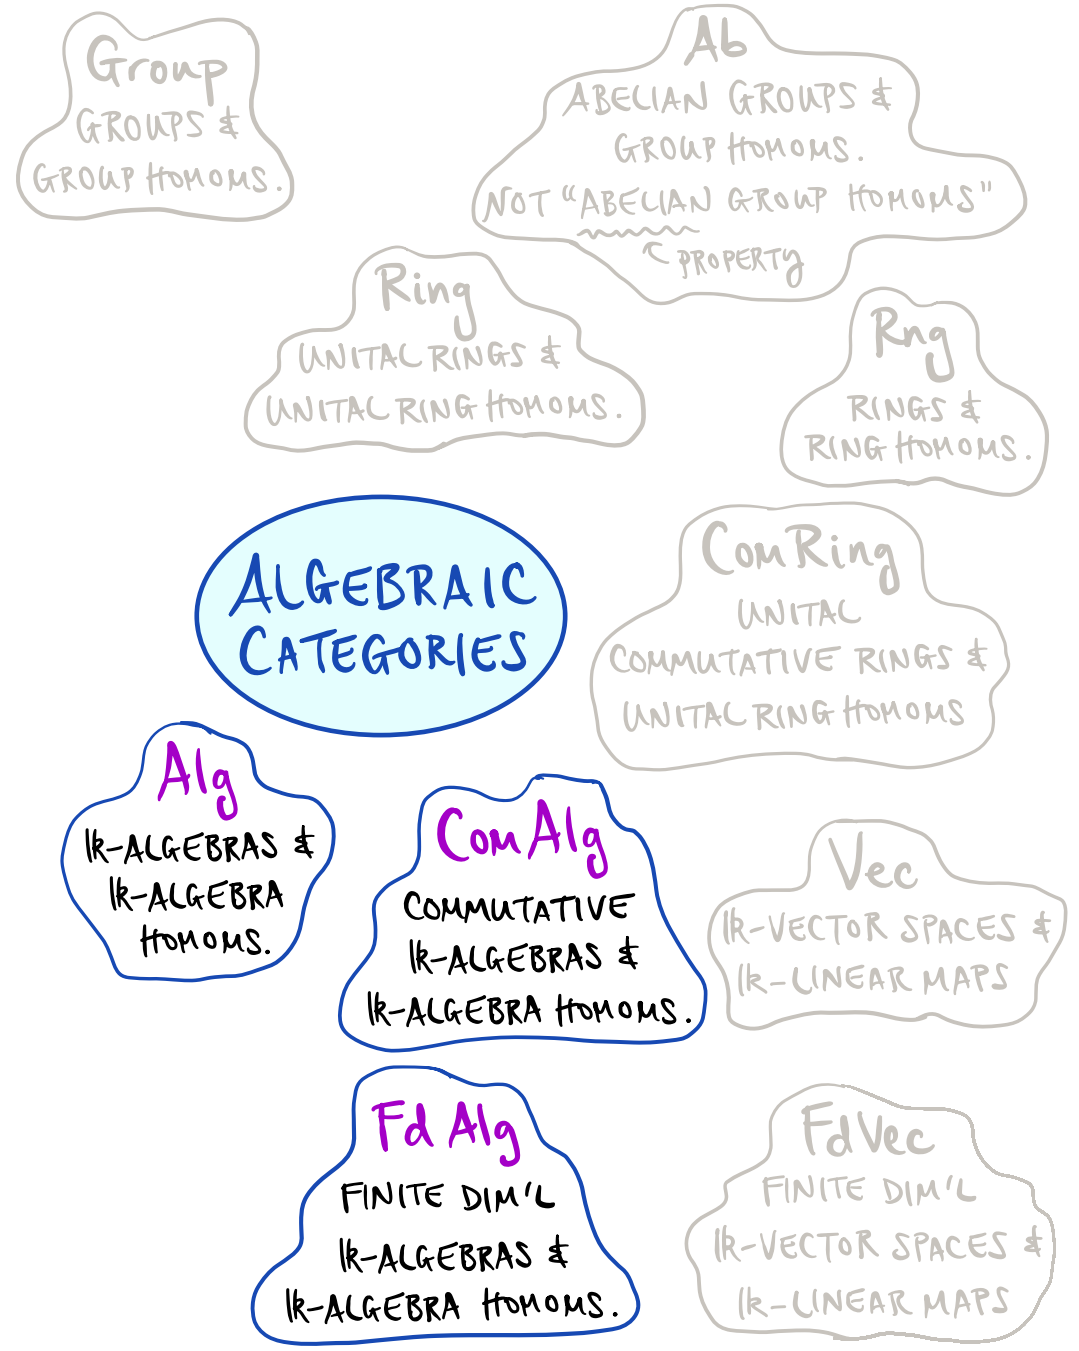 Group
GROUPS &
GROUP HOMOMS.
Ab
ABELIAN GROUPS &
GROUP HOMOMS.
NOT "ABELIAN GROUP HOMOMS"
PROPERTY
Ring
UNITAL RINGS &
UNITAL RING HOMOMS.
Rng
RINGS &
RING HOMOMS.
ALGEBRAIC
CATEGORIES
ComRing
UNITAL
COMMUTATIVE RINGS &
UNITAL RING HOMOMS
Alg
𝕜-ALGEBRAS &
𝕜-ALGEBRA
HOMOMS.
ComAlg
COMMUTATIVE
𝕜-ALGEBRAS &
𝕜-ALGEBRA HOMOMS.
Vec
𝕜-VECTOR SPACES &
𝕜-LINEAR MAPS
Fd Alg
FINITE DIM'L
𝕜-ALGEBRAS &
𝕜-ALGEBRA HOMOMS.
FdVec
FINITE DIM'L
𝕜-VECTOR SPACES &
𝕜-LINEAR MAPS